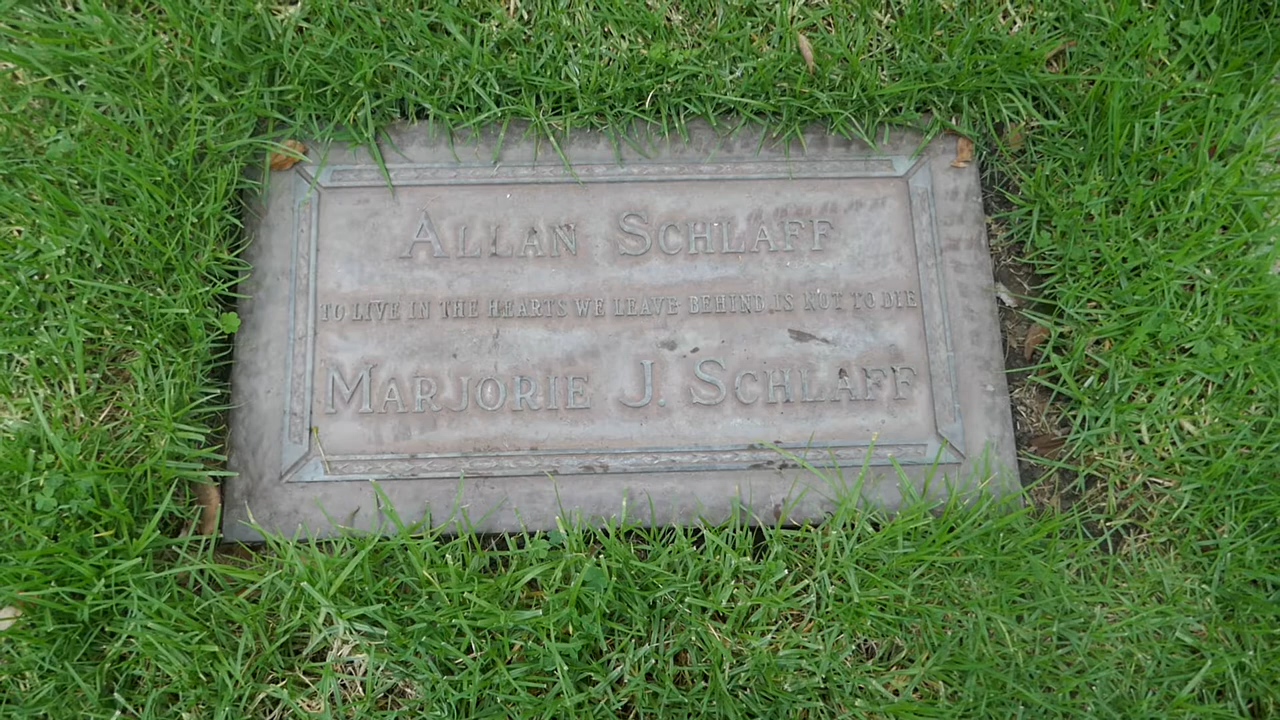 ALLAN SCHLAFF
TO LIVE IN THE HEARTS WE LEAVE BEHIND IS NOT TO DIE
MARJORIE J. SCHLAFF